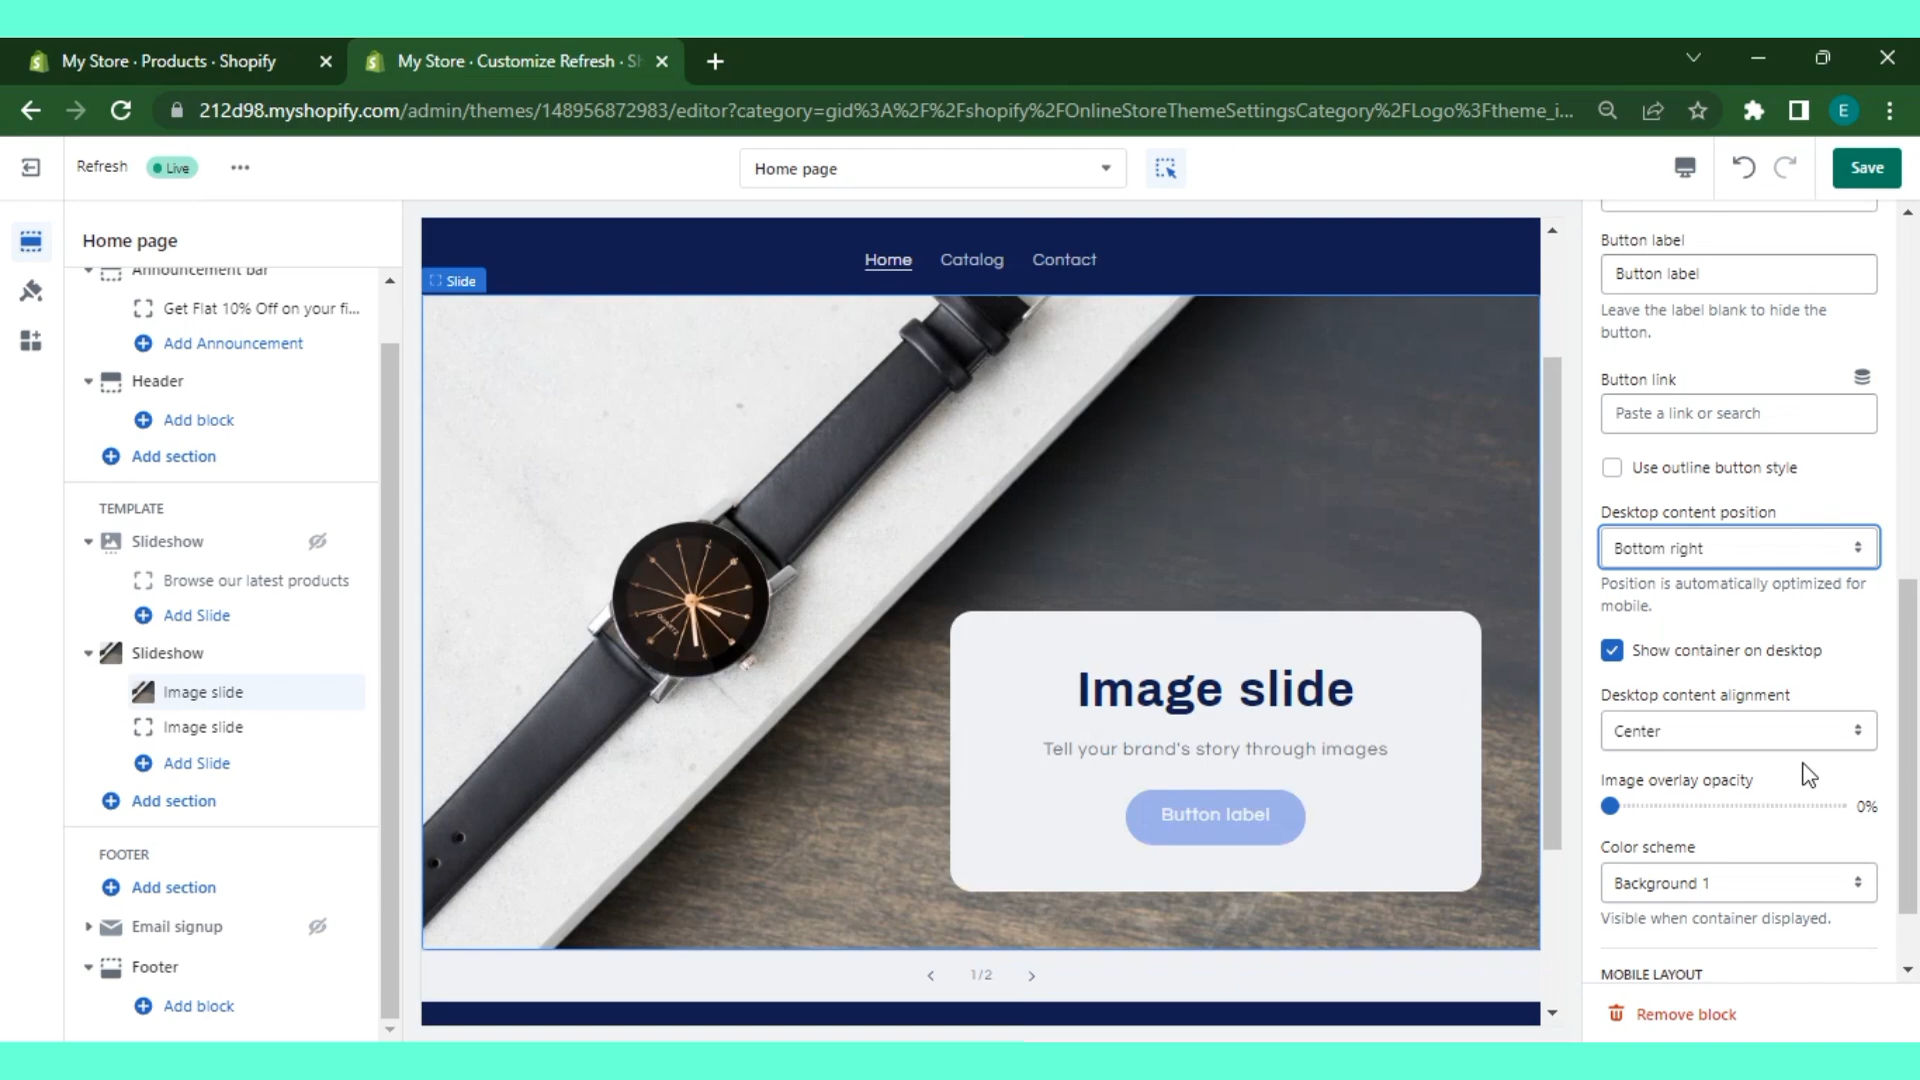 My Store · Products · Shopify
My Store · Customize Refresh · Sh
212d98.myshopify.com/admin/themes/148956872983/editor?category=gid%3A%2F%2Fshopify%2FOnlineStoreThemeSettingsCategory%2FLogo%3Ftheme_i...
E
Refresh
Live
Home page
Save
Home page
Announcement bar
Get Flat 10% Off on your fi...
Add Announcement
Header
Add block
Add section
TEMPLATE
Slideshow
Browse our latest products
Add Slide
Slideshow
Image slide
Image slide
Add Slide
Add section
FOOTER
Add section
Email signup
Footer
Add block
Home Catalog Contact
Slide
QUARTZ
Image slide
Tell your brand's story through images
Button label
1/2
Button label
Button label
Leave the label blank to hide the
button.
Button link
Paste a link or search
Use outline button style
Desktop content position
Bottom right
Position is automatically optimized for
mobile.
Show container on desktop
Desktop content alignment
Center
Image overlay opacity
0%
Color scheme
Background 1
Visible when container displayed.
MOBILE LAYOUT
Remove block